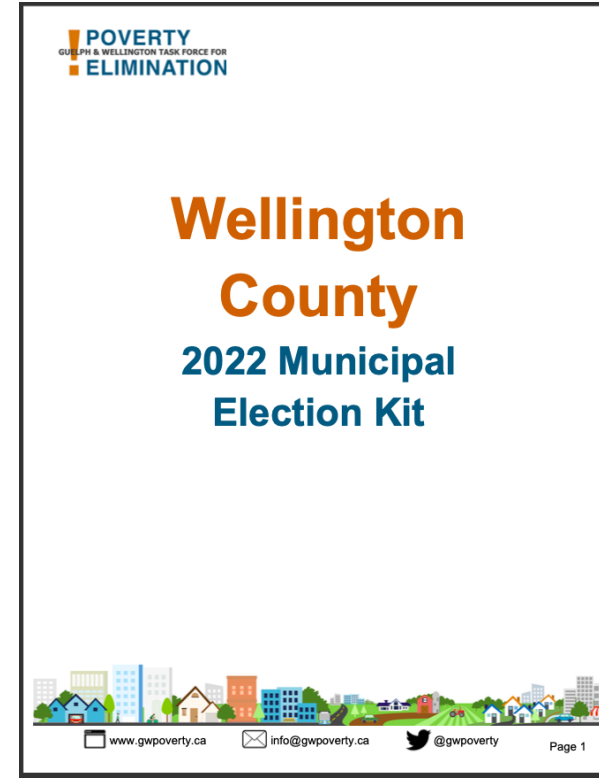 POVERTY
GUELPH & WELLINGTON TASK FORCE FOR
ELIMINATION
Wellington
County
2022 Municipal
Election Kit
www.gwpoverty.ca info@gwpoverty.ca @gwpoverty Page 1